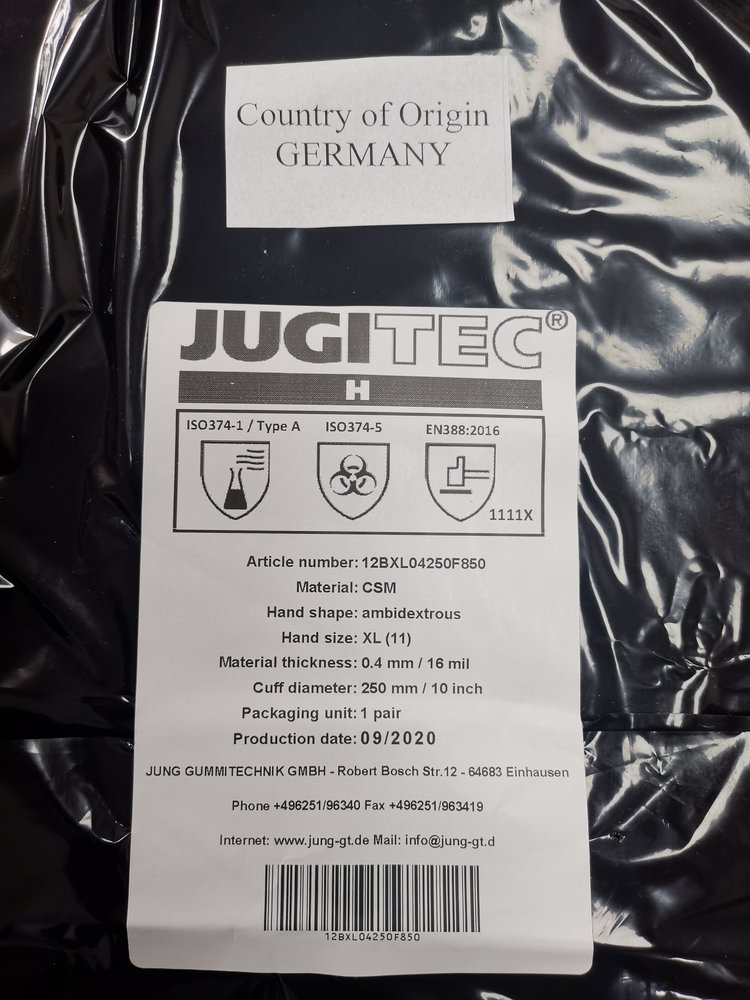 Country of Origin
GERMANY
JUGITEC®
H
ISO374-1 / Type A ISO374-5 EN388:2016
1111X
Article number: 12BXL04250F850
Material: CSM
Hand shape: ambidextrous
Hand size: XL (11)
Material thickness: 0.4 mm / 16 mil
Cuff diameter: 250 mm / 10 inch
Packaging unit: 1 pair
Production date: 09/2020
JUNG GUMMITECHNIK GMBH - Robert Bosch Str.12 - 64683 Einhausen
Phone +496251/96340 Fax +496251/963419
Internet: www.jung-gt.de Mail: info@jung-gt.d
12BXL04250F850